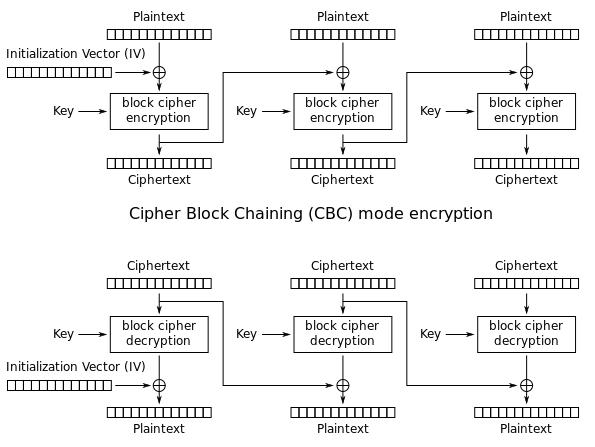 Plaintext Plaintext Plaintext
Initialization Vector (IV)
Key block cipher encryption Key block cipher encryption Key block cipher encryption
Ciphertext Ciphertext Ciphertext
Cipher Block Chaining (CBC) mode encryption
Ciphertext Ciphertext Ciphertext
Key block cipher decryption Key block cipher decryption Key block cipher decryption
Initialization Vector (IV)
Plaintext Plaintext Plaintext